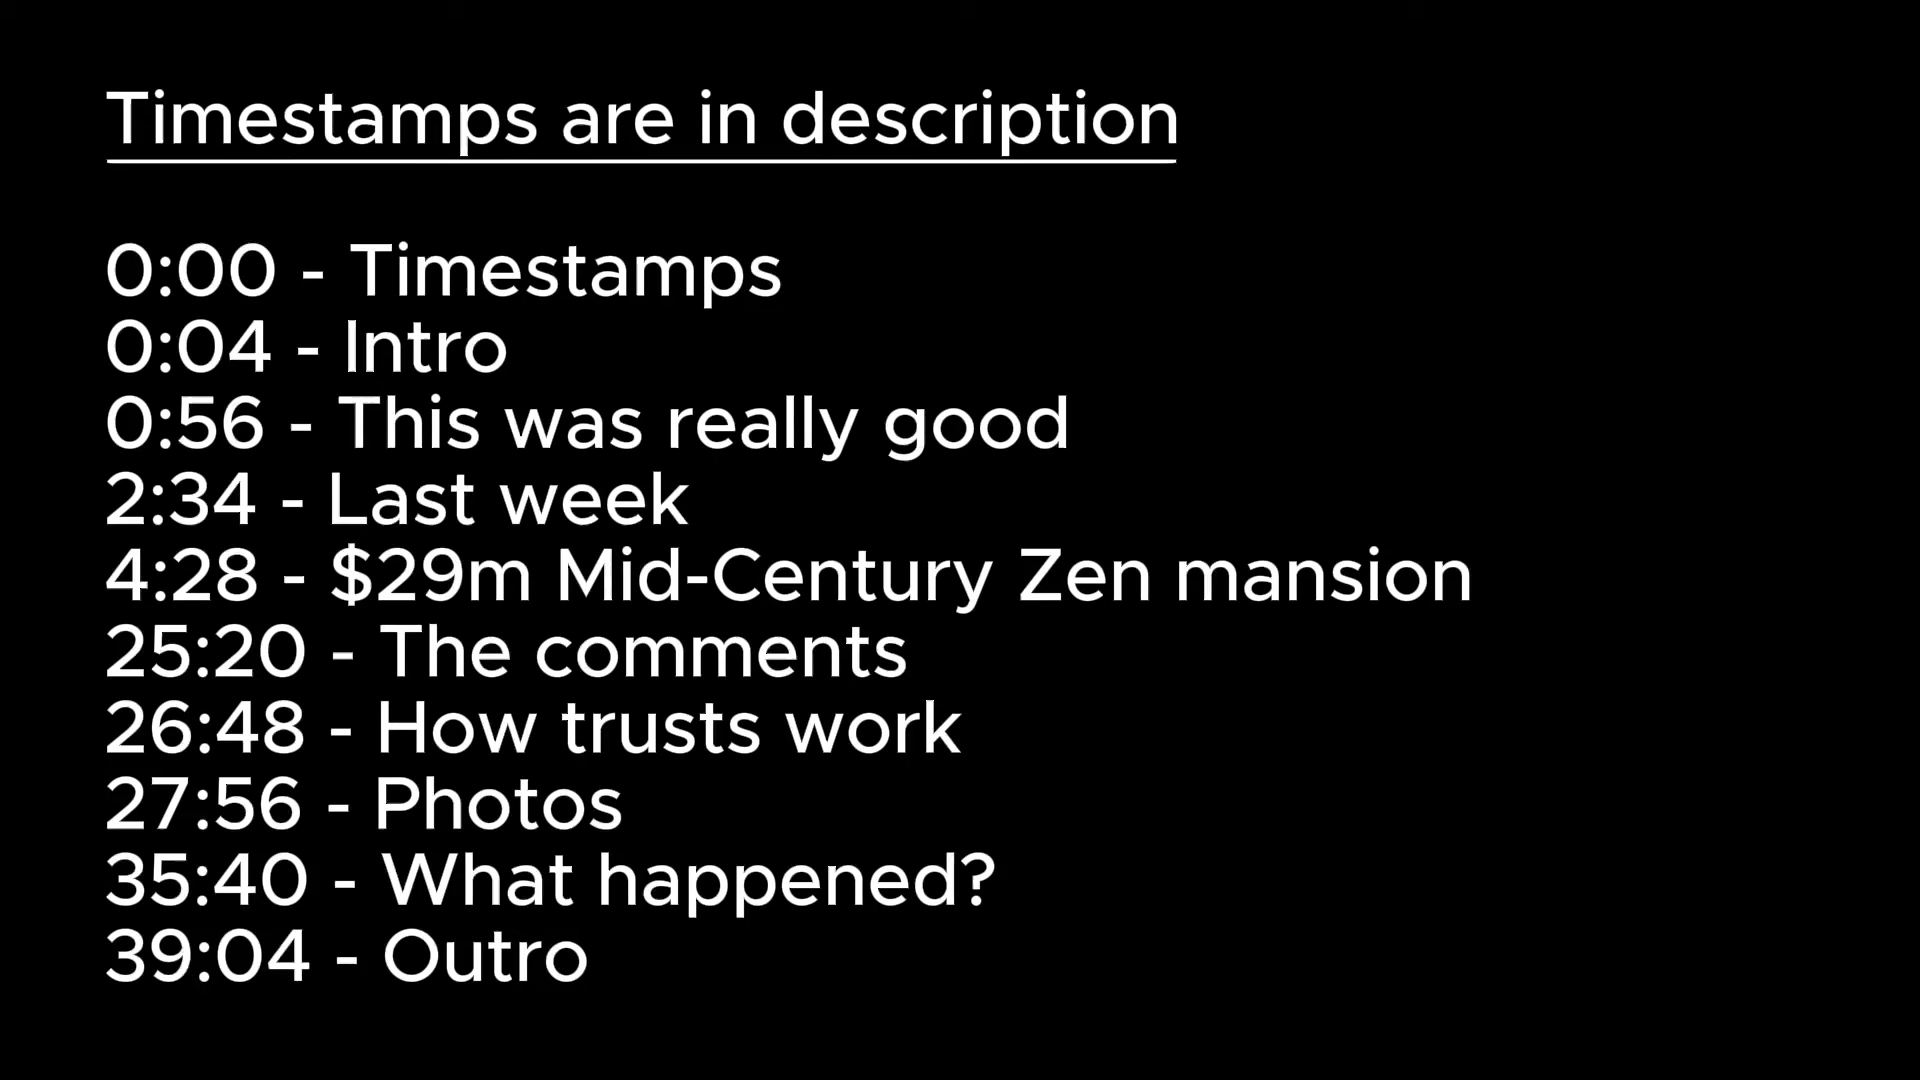 Timestamps are in description
0:00 - Timestamps
0:04 - Intro
0:56 - This was really good
2:34 - Last week
4:28 - $29m Mid-Century Zen mansion
25:20 - The comments
26:48 - How trusts work
27:56 - Photos
35:40 - What happened?
39:04 - Outro